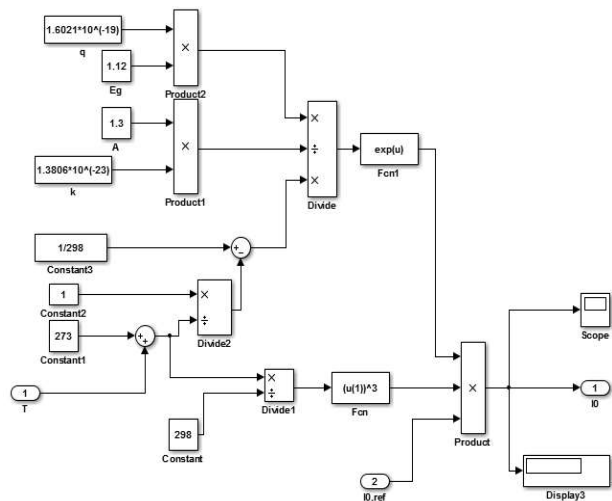 1.6021*10^(-19)
q
1.12
Eg
×
Product2
1.3
A
×
1.3806*10^(-23)
k
Product1
×
÷
×
Divide
exp(u)
Fcn1
1/298
Constant3
+
−
1
Constant2
×
÷
Divide2
273
Constant1
+
+
1
T
×
÷
Divide1
298
Constant
(u(1))^3
Fcn
×
Product
2
I0.ref
Scope
1
I0
Display3